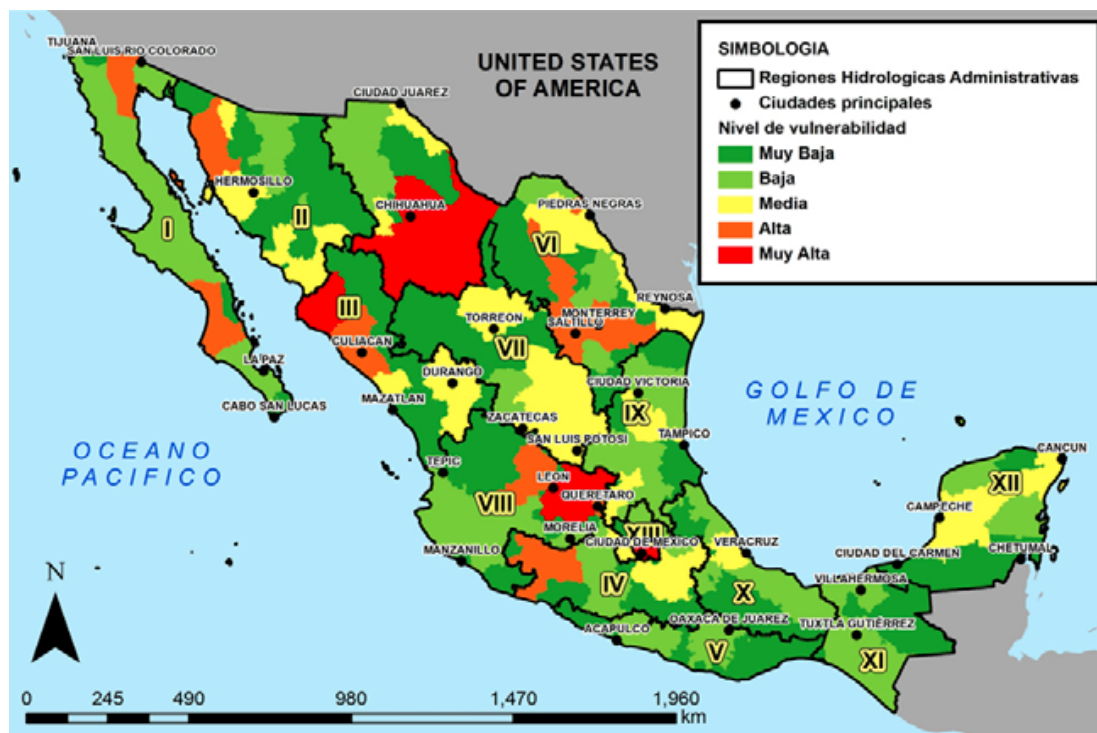 TIJUANA
SAN LUIS RIO COLORADO
UNITED STATES
OF AMERICA
CIUDAD JUAREZ
SIMBOLOGIA
Regiones Hidrologicas Administrativas
Ciudades principales
Nivel de vulnerabilidad
Muy Baja
Baja
Media
Alta
Muy Alta
HERMOSILLO
CHIHUAHUA
PIEDRAS NEGRAS
I
II
VI
III
REYNOSA
MONTERREY
SALTILLO
TORREON
VII
CULIACAN
LA PAZ
DURANGO
CIUDAD VICTORIA
GOLFO DE
MEXICO
MAZATLAN
CABO SAN LUCAS
ZACATECAS
IX
SAN LUIS POTOSI
TAMPICO
OCEANO
PACIFICO
TEPIC
LEON
QUERETARO
VIII
CANCUN
XII
CAMPECHE
MORELIA
XIII
CIUDAD DE MEXICO
VERACRUZ
MANZANILLO
CIUDAD DEL CARMEN
CHETUMAL
VILLAHERMOSA
IV
X
ACAPULCO
OAXACA DE JUAREZ
TUXTLA GUTIÉRREZ
V
XI
N
0 245 490 980 1,470 1,960
km